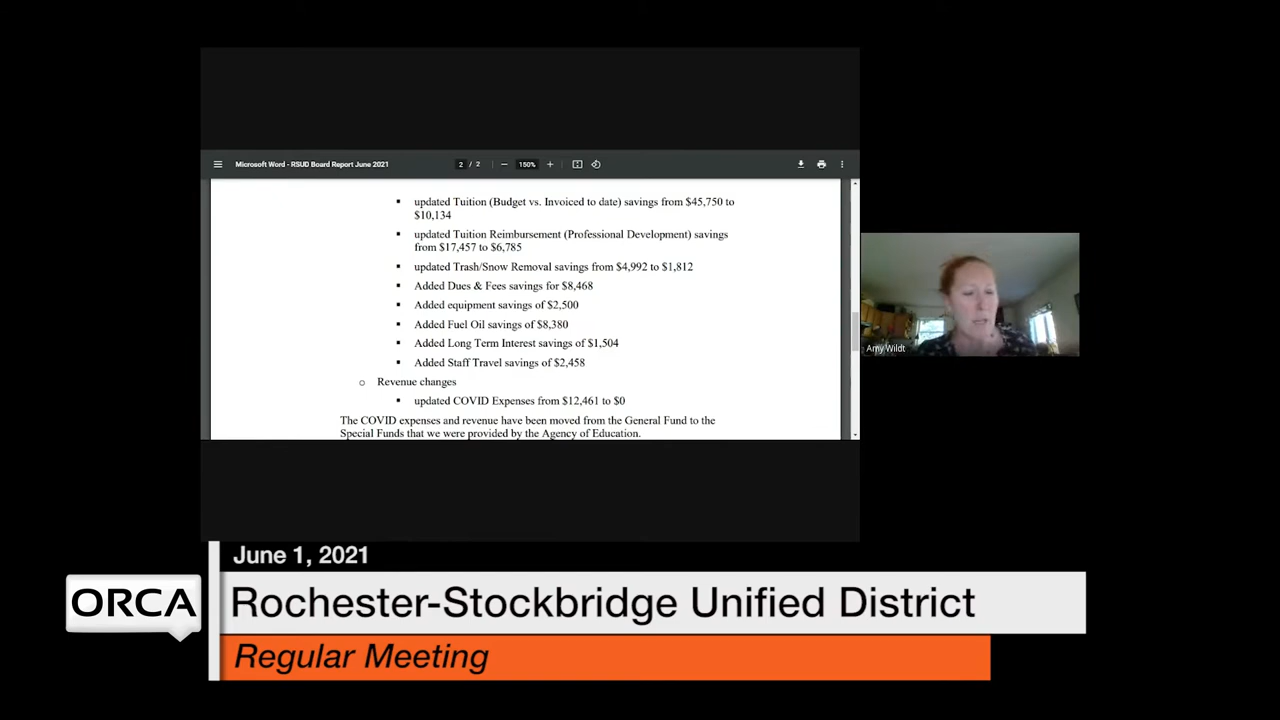 Microsoft Word - RSUD Board Report June 2021
2 / 2
150%
updated Tuition (Budget vs. Invoiced to date) savings from $45,750 to
$10,134
updated Tuition Reimbursement (Professional Development) savings
from $17,457 to $6,785
updated Trash/Snow Removal savings from $4,992 to $1,812
Added Dues & Fees savings for $8,468
Added equipment savings of $2,500
Added Fuel Oil savings of $8,380
Added Long Term Interest savings of $1,504
Added Staff Travel savings of $2,458
Revenue changes
updated COVID Expenses from $12,461 to $0
The COVID expenses and revenue have been moved from the General Fund to the
Special Funds that we were provided by the Agency of Education.
Amy Wildt
June 1, 2021
ORCA
Rochester-Stockbridge Unified District
Regular Meeting